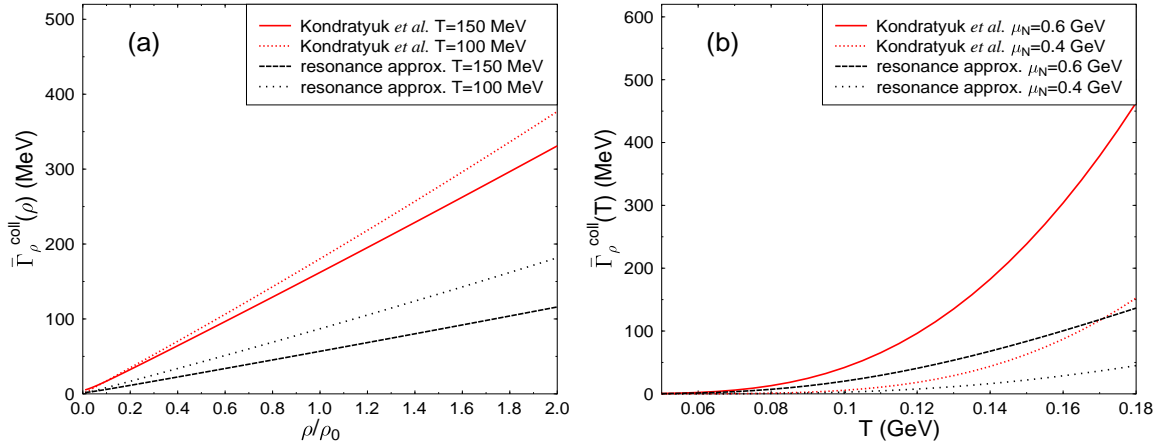 (a)
Kondratyuk et al. T=150 MeV
Kondratyuk et al. T=100 MeV
resonance approx. T=150 MeV
resonance approx. T=100 MeV
500
400
300
200
100
0
Γ̄ρ coll(ρ) (MeV)
0.0 0.2 0.4 0.6 0.8 1.0 1.2 1.4 1.6 1.8 2.0
ρ/ρ0
(b)
Kondratyuk et al. μN=0.6 GeV
Kondratyuk et al. μN=0.4 GeV
resonance approx. μN=0.6 GeV
resonance approx. μN=0.4 GeV
600
500
400
300
200
100
0
Γ̄ρ coll(T) (MeV)
0.06 0.08 0.1 0.12 0.14 0.16 0.18
T (GeV)